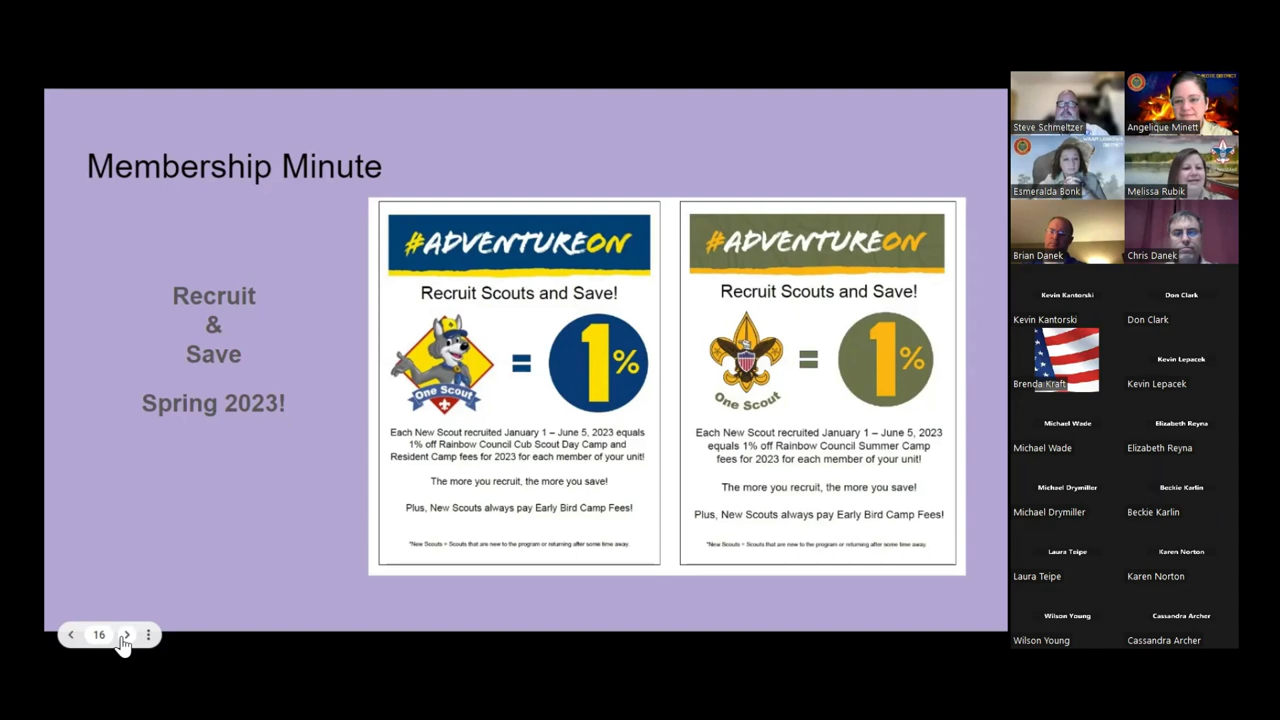 Membership Minute
Recruit
&
Save
Spring 2023!
#ADVENTUREON
Recruit Scouts and Save!
One Scout
=
1%
Each New Scout recruited January 1 – June 5, 2023 equals
1% off Rainbow Council Cub Scout Day Camp and
Resident Camp fees for 2023 for each member of your unit!
The more you recruit, the more you save!
Plus, New Scouts always pay Early Bird Camp Fees!
*New Scouts = Scouts that are new to the program or returning after some time away.
#ADVENTUREON
Recruit Scouts and Save!
One Scout
=
1%
Each New Scout recruited January 1 – June 5, 2023
equals 1% off Rainbow Council Summer Camp
fees for 2023 for each member of your unit!
The more you recruit, the more you save!
Plus, New Scouts always pay Early Bird Camp Fees!
*New Scouts = Scouts that are new to the program or returning after some time away.
16
Steve Schmeltzer
Angelique Minett
DISTRICT
Esmeralda Bonk
Melissa Rubik
Brian Danek
Chris Danek
Kevin Kantorski
Kevin Kantorski
Don Clark
Don Clark
Brenda Kraft
Kevin Lepacek
Kevin Lepacek
Michael Wade
Michael Wade
Elizabeth Reyna
Elizabeth Reyna
Michael Drymiller
Michael Drymiller
Beckie Karlin
Beckie Karlin
Laura Teipe
Laura Teipe
Karen Norton
Karen Norton
Wilson Young
Wilson Young
Cassandra Archer
Cassandra Archer